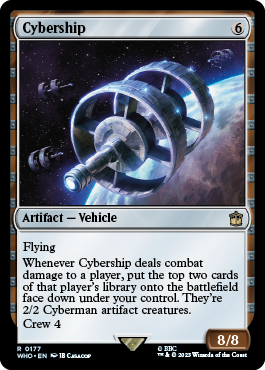 Cybership 6
Artifact — Vehicle
Flying
Whenever Cybership deals combat
damage to a player, put the top two cards
of that player's library onto the battlefield
face down under your control. They're
2/2 Cyberman artifact creatures.
Crew 4
8/8
R 0177 © BBC
WHO • EN JB Casacop ™ & © 2023 Wizards of the Coast